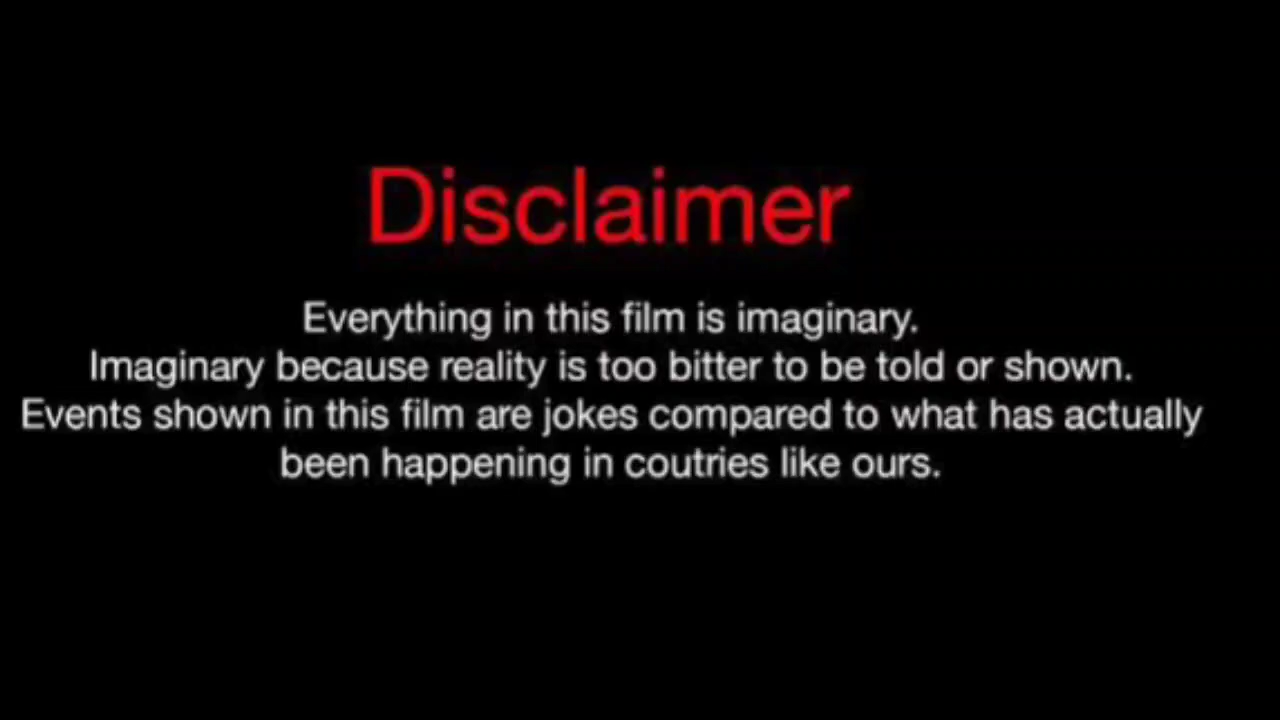 Disclaimer
Everything in this film is imaginary.
Imaginary because reality is too bitter to be told or shown.
Events shown in this film are jokes compared to what has actually
been happening in coutries like ours.